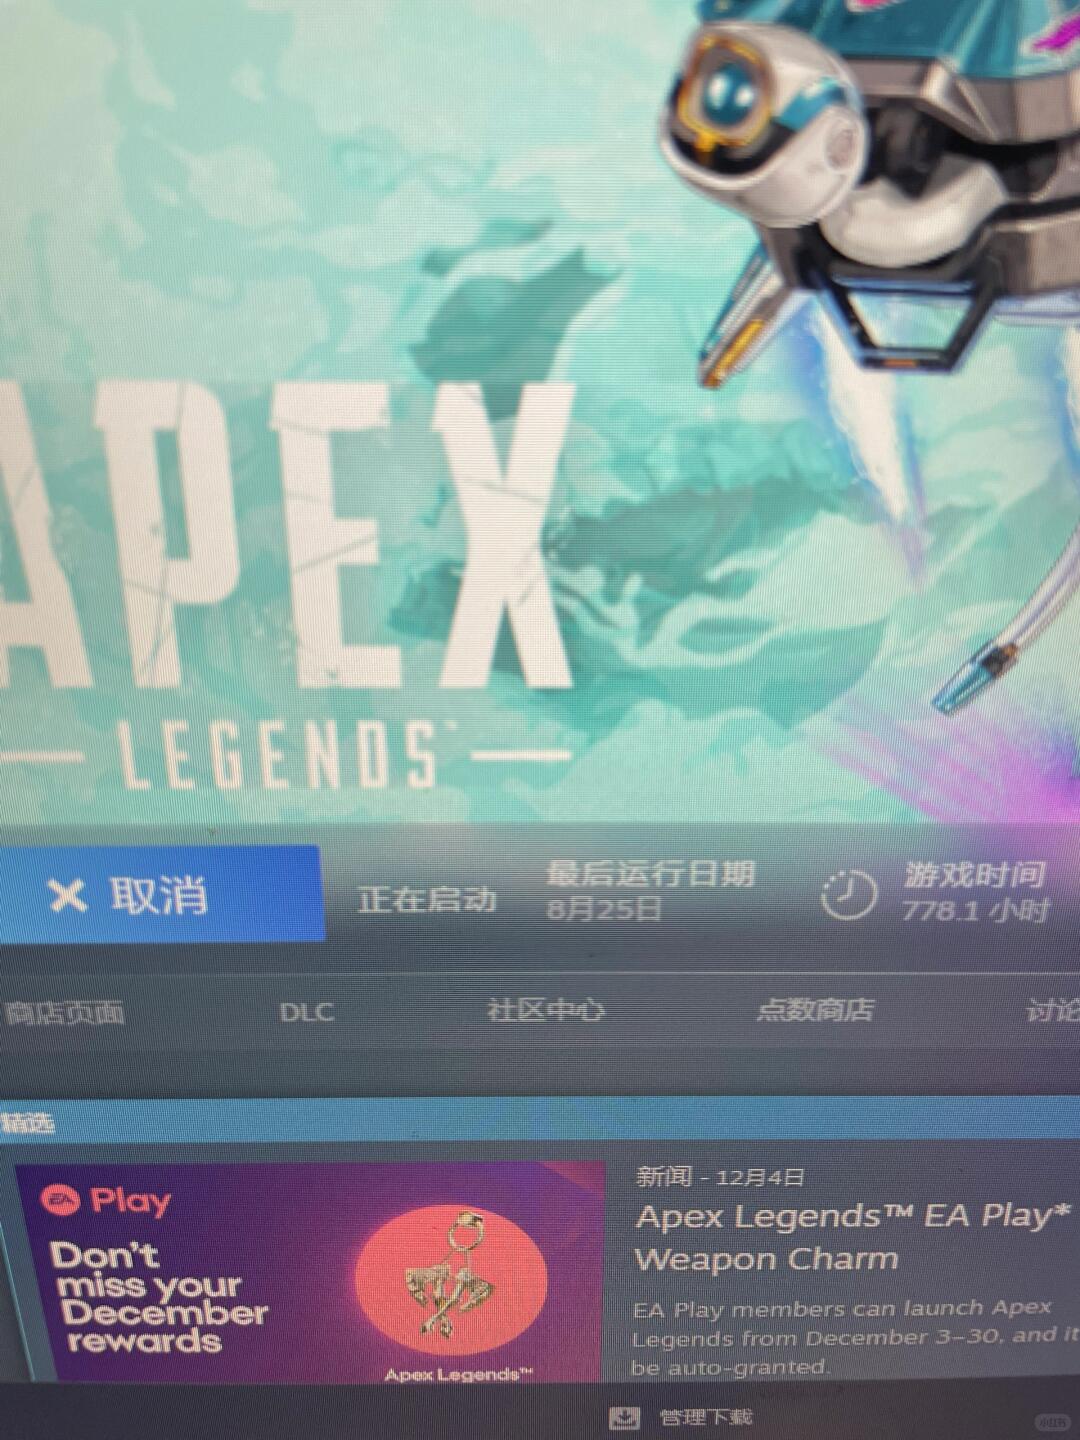 APEX
LEGENDS™
取消
正在启动
最后运行日期
8月25日
游戏时间
778.1 小时
商店页面
DLC
社区中心
点数商店
讨论
精选
EA Play
Don't
miss your
December
rewards
Apex Legends™
新闻 - 12月4日
Apex Legends™ EA Play*
Weapon Charm
EA Play members can launch Apex
Legends from December 3-30, and it
be auto-granted.
管理下载
小红书